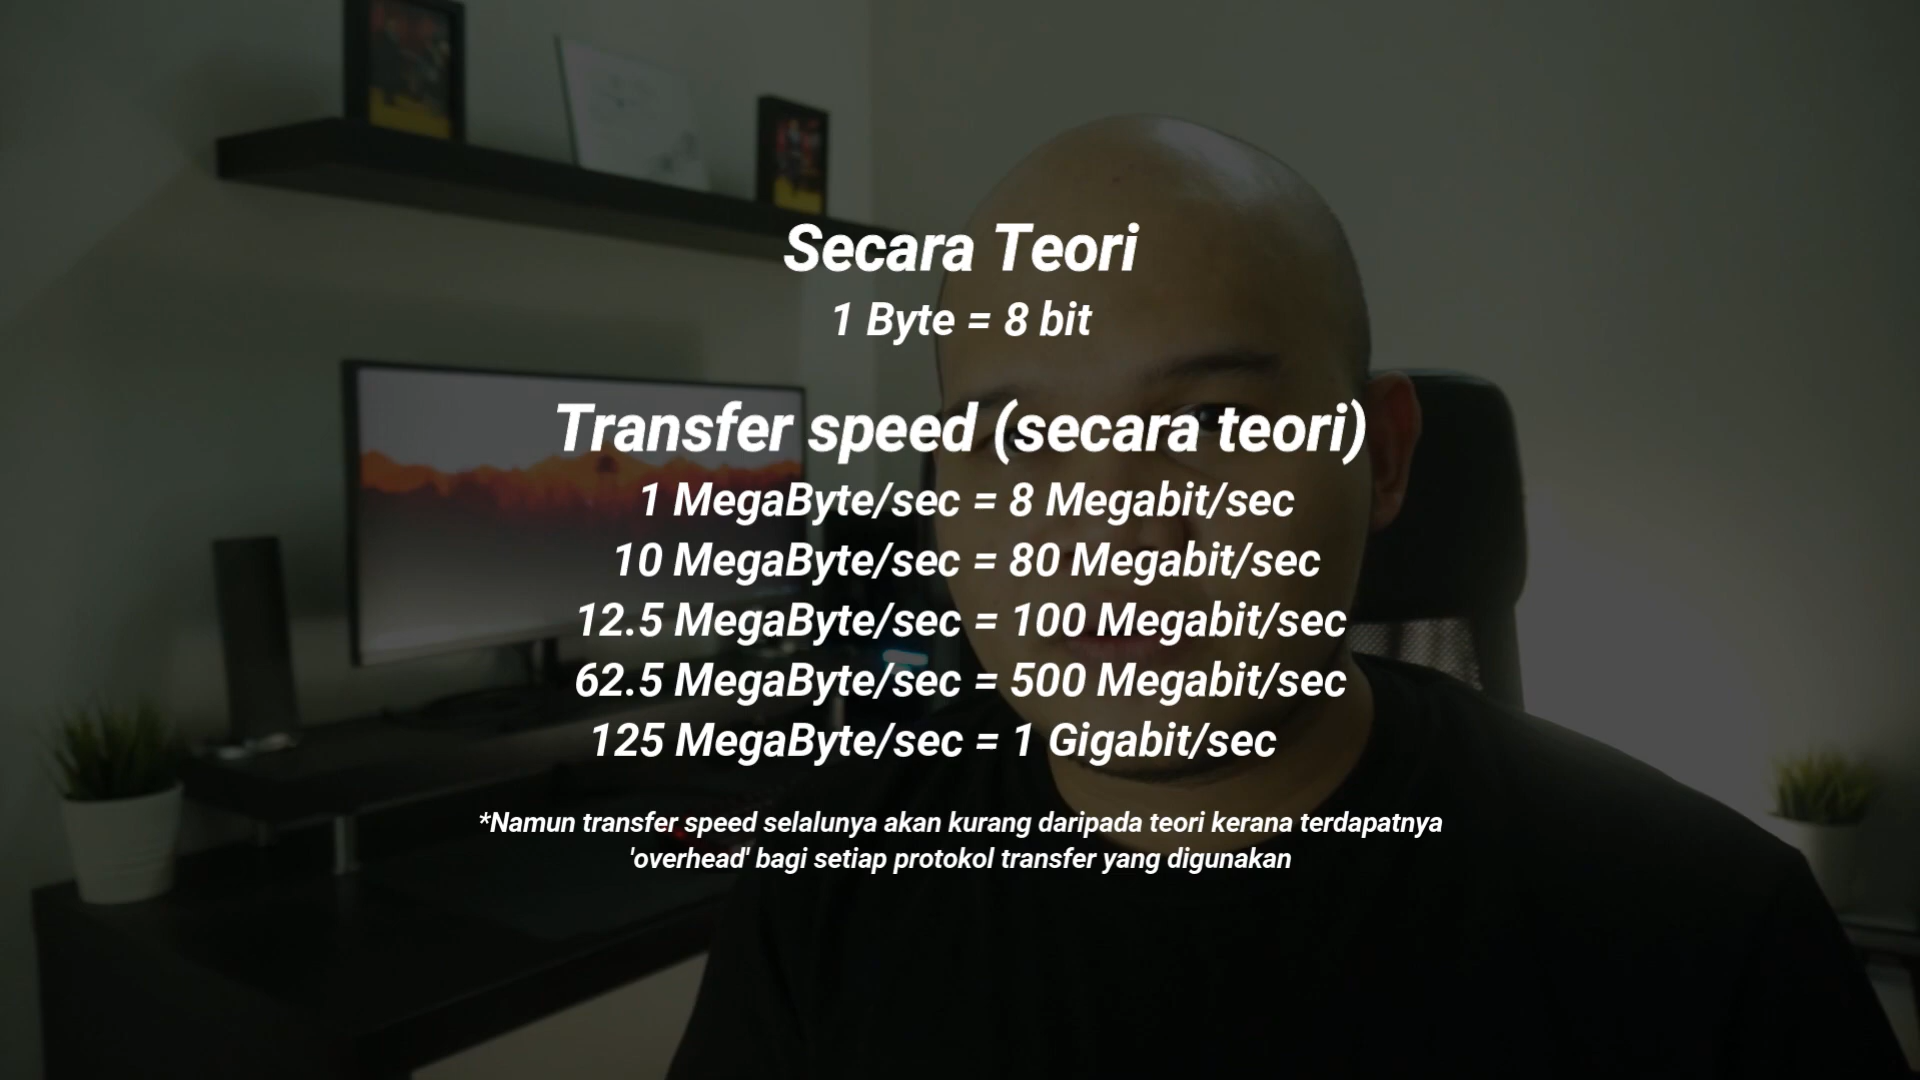 Secara Teori
1 Byte = 8 bit
Transfer speed (secara teori)
1 MegaByte/sec = 8 Megabit/sec
10 MegaByte/sec = 80 Megabit/sec
12.5 MegaByte/sec = 100 Megabit/sec
62.5 MegaByte/sec = 500 Megabit/sec
125 MegaByte/sec = 1 Gigabit/sec
*Namun transfer speed selalunya akan kurang daripada teori kerana terdapatnya
'overhead' bagi setiap protokol transfer yang digunakan